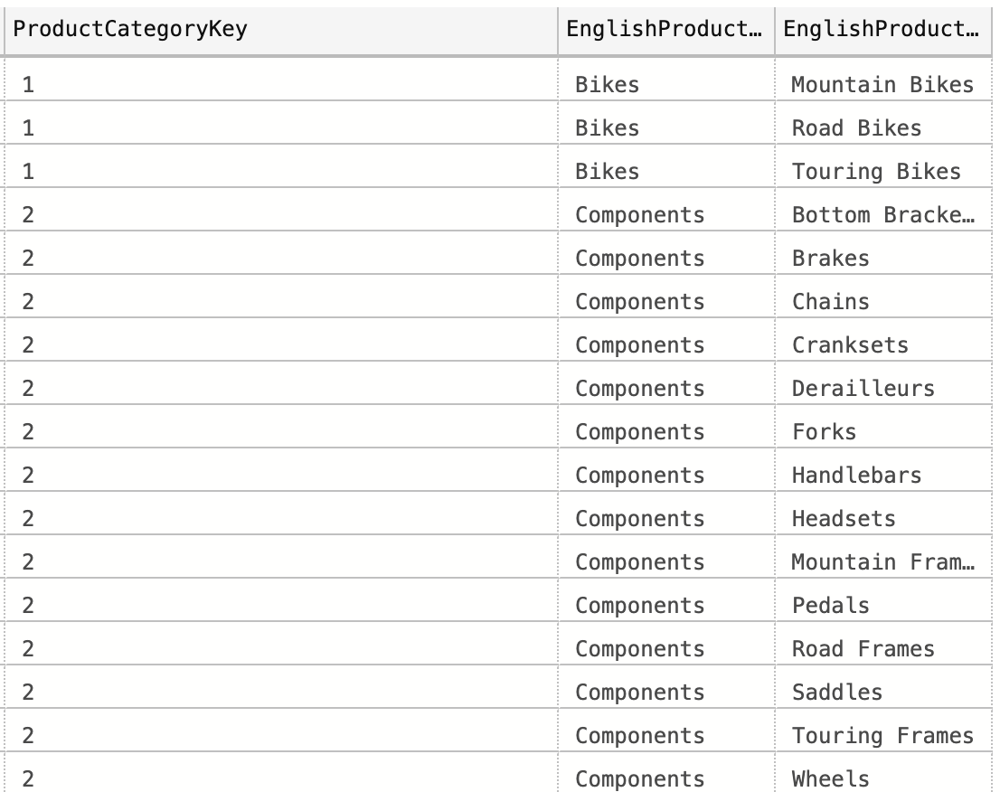 ProductCategoryKey EnglishProduct… EnglishProduct…
1 Bikes Mountain Bikes
1 Bikes Road Bikes
1 Bikes Touring Bikes
2 Components Bottom Bracke…
2 Components Brakes
2 Components Chains
2 Components Cranksets
2 Components Derailleurs
2 Components Forks
2 Components Handlebars
2 Components Headsets
2 Components Mountain Fram…
2 Components Pedals
2 Components Road Frames
2 Components Saddles
2 Components Touring Frames
2 Components Wheels